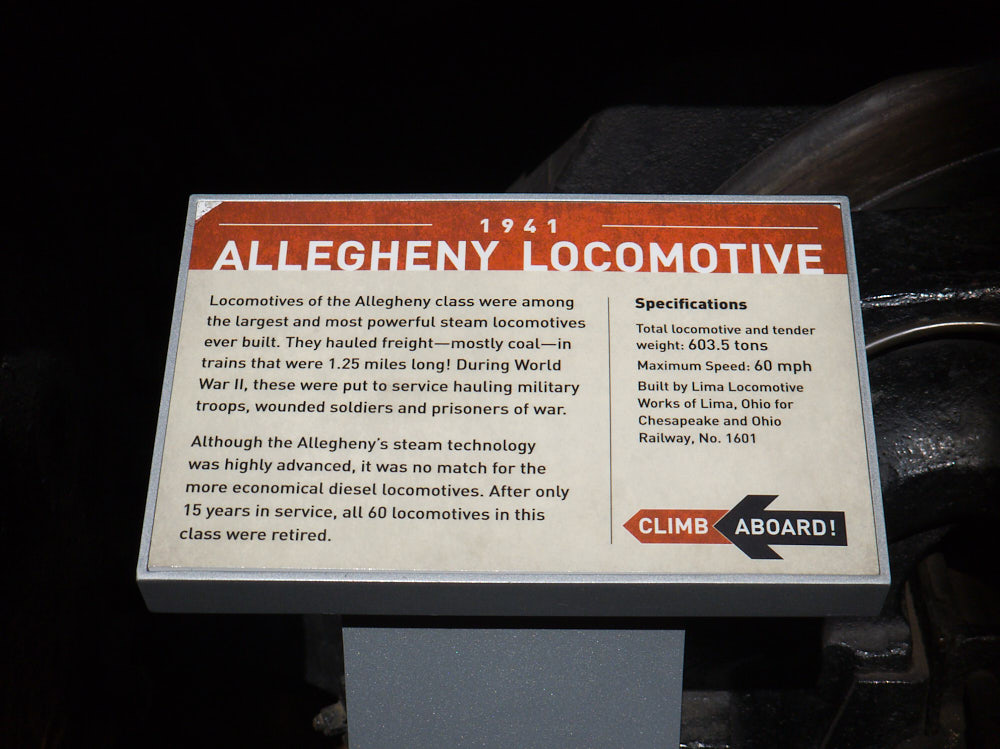 1941
ALLEGHENY LOCOMOTIVE
Locomotives of the Allegheny class were among
the largest and most powerful steam locomotives
ever built. They hauled freight—mostly coal—in
trains that were 1.25 miles long! During World
War II, these were put to service hauling military
troops, wounded soldiers and prisoners of war.
Although the Allegheny's steam technology
was highly advanced, it was no match for the
more economical diesel locomotives. After only
15 years in service, all 60 locomotives in this
class were retired.
Specifications
Total locomotive and tender
weight: 603.5 tons
Maximum Speed: 60 mph
Built by Lima Locomotive
Works of Lima, Ohio for
Chesapeake and Ohio
Railway, No. 1601
CLIMB ABOARD!